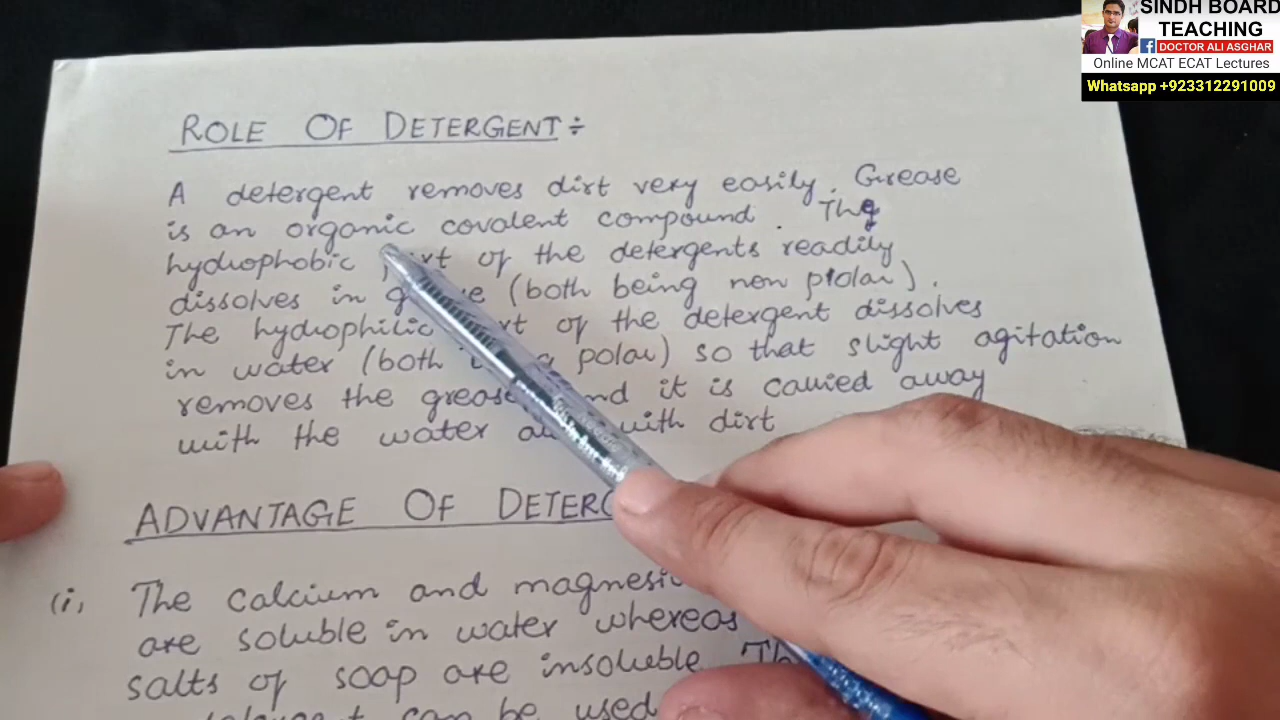 SINDH BOARD
TEACHING
DOCTOR ALI ASGHAR
Online MCAT ECAT Lectures
Whatsapp +923312291009
ROLE OF DETERGENT :-
A detergent removes dirt very easily. Grease
is an organic covalent compound. The
hydrophobic part of the detergents readily
dissolves in (both being non polar).
The hydrophilic of the detergent dissolves
in water (both polar) so that slight agitation
removes the grease and it is carried away
with the water with dirt
ADVANTAGE OF
(i) The calcium and
are soluble in water whereas
salts of soap are insoluble
can be used